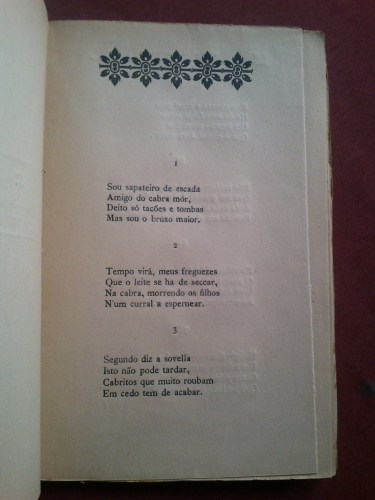 1
Sou sapateiro de escada
Amigo do cabra mór,
Deito só tacões e tombas
Mas sou o bruxo maior.
2
Tempo virá, meus freguezes
Que o leite se ha de seccar,
Na cabra, morrendo os filhos
N'um curral a espernear.
3
Segundo diz a sovella
Isto não pode tardar,
Cabritos que muito roubam
Em cedo tem de acabar.